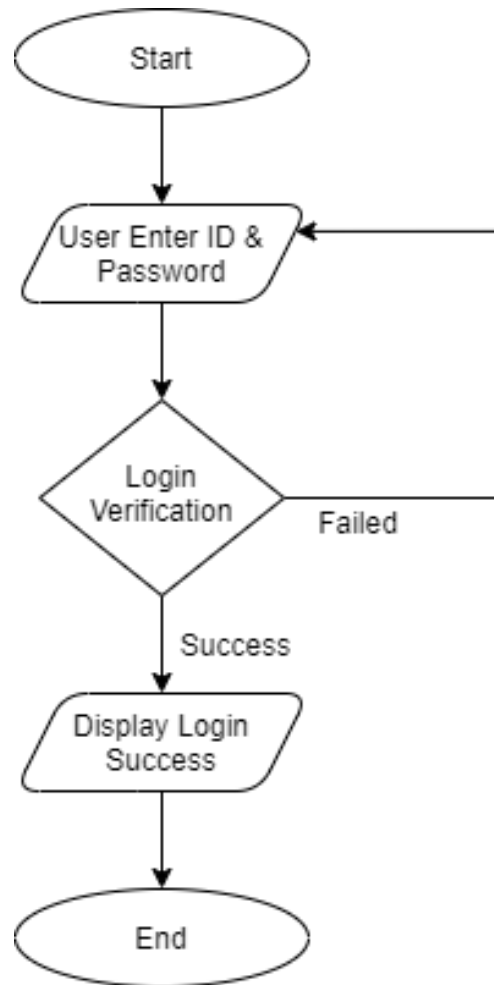 Start
User Enter ID &
Password
Login
Verification
Failed
Success
Display Login
Success
End